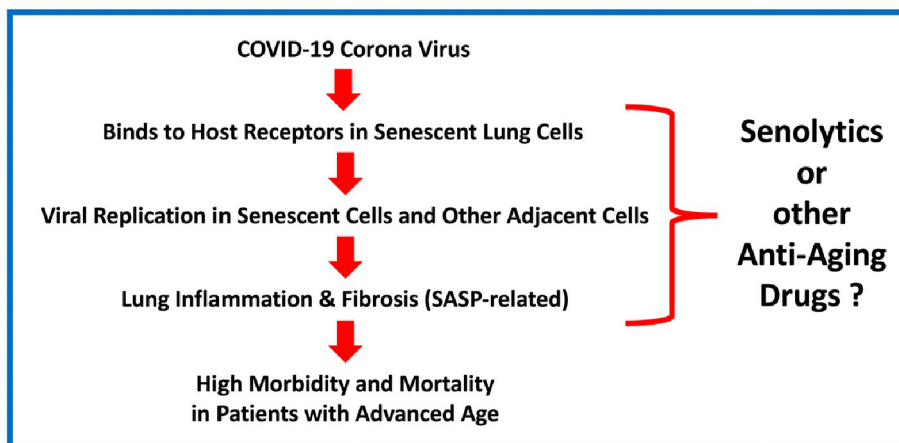 COVID-19 Corona Virus
Binds to Host Receptors in Senescent Lung Cells
Viral Replication in Senescent Cells and Other Adjacent Cells
Lung Inflammation & Fibrosis (SASP-related)
High Morbidity and Mortality
in Patients with Advanced Age
Senolytics
or
other
Anti-Aging
Drugs ?